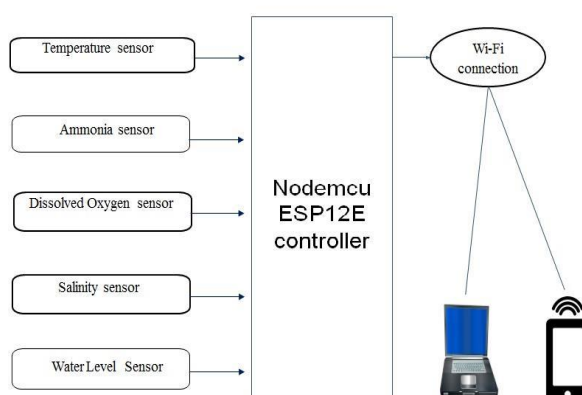 Temperature sensor
Ammonia sensor
Dissolved Oxygen sensor
Salinity sensor
Water Level Sensor
Nodemcu
ESP12E
controller
Wi-Fi
connection